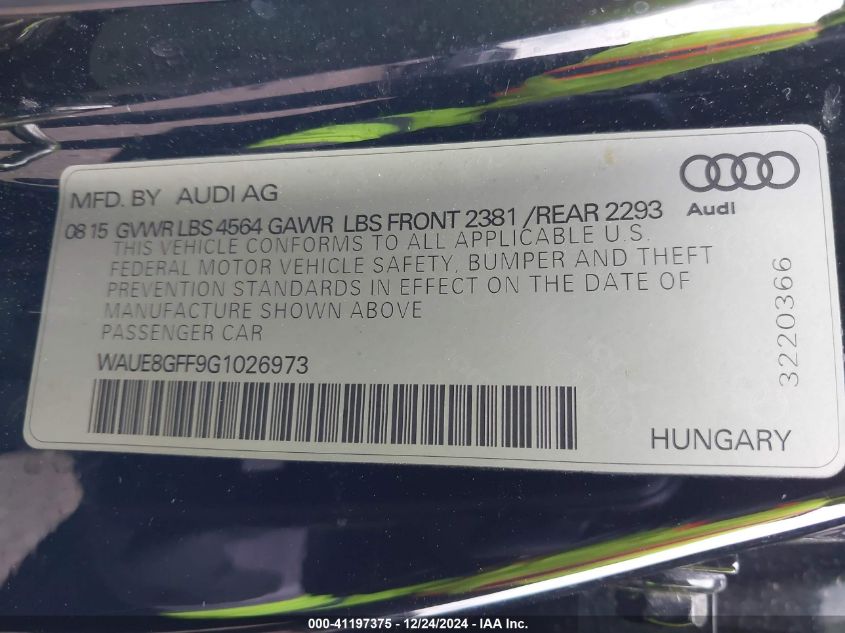 MFD. BY AUDI AG
Audi
08 15 GVWR LBS 4564 GAWR LBS FRONT 2381 /REAR 2293
THIS VEHICLE CONFORMS TO ALL APPLICABLE U.S.
FEDERAL MOTOR VEHICLE SAFETY, BUMPER AND THEFT
PREVENTION STANDARDS IN EFFECT ON THE DATE OF
MANUFACTURE SHOWN ABOVE
PASSENGER CAR
3220366
WAUE8GFF9G1026973
HUNGARY
000-41197375 - 12/24/2024 - IAA Inc.